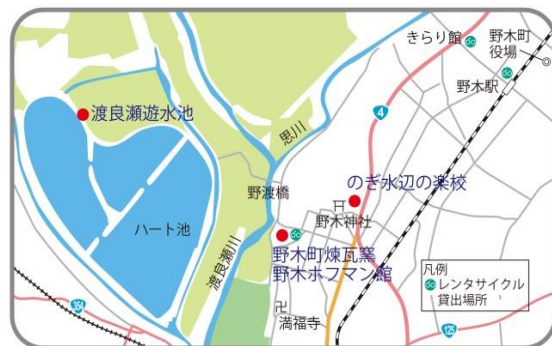 きらり館
野木町
役場
野木駅
渡良瀬遊水池
4
思川
のぎ水辺の楽校
野渡橋
野木神社
ハート池
渡良瀬川
野木町煉瓦窯
野木ホフマン館
凡例
レンタサイクル
貸出場所
満福寺
354
125